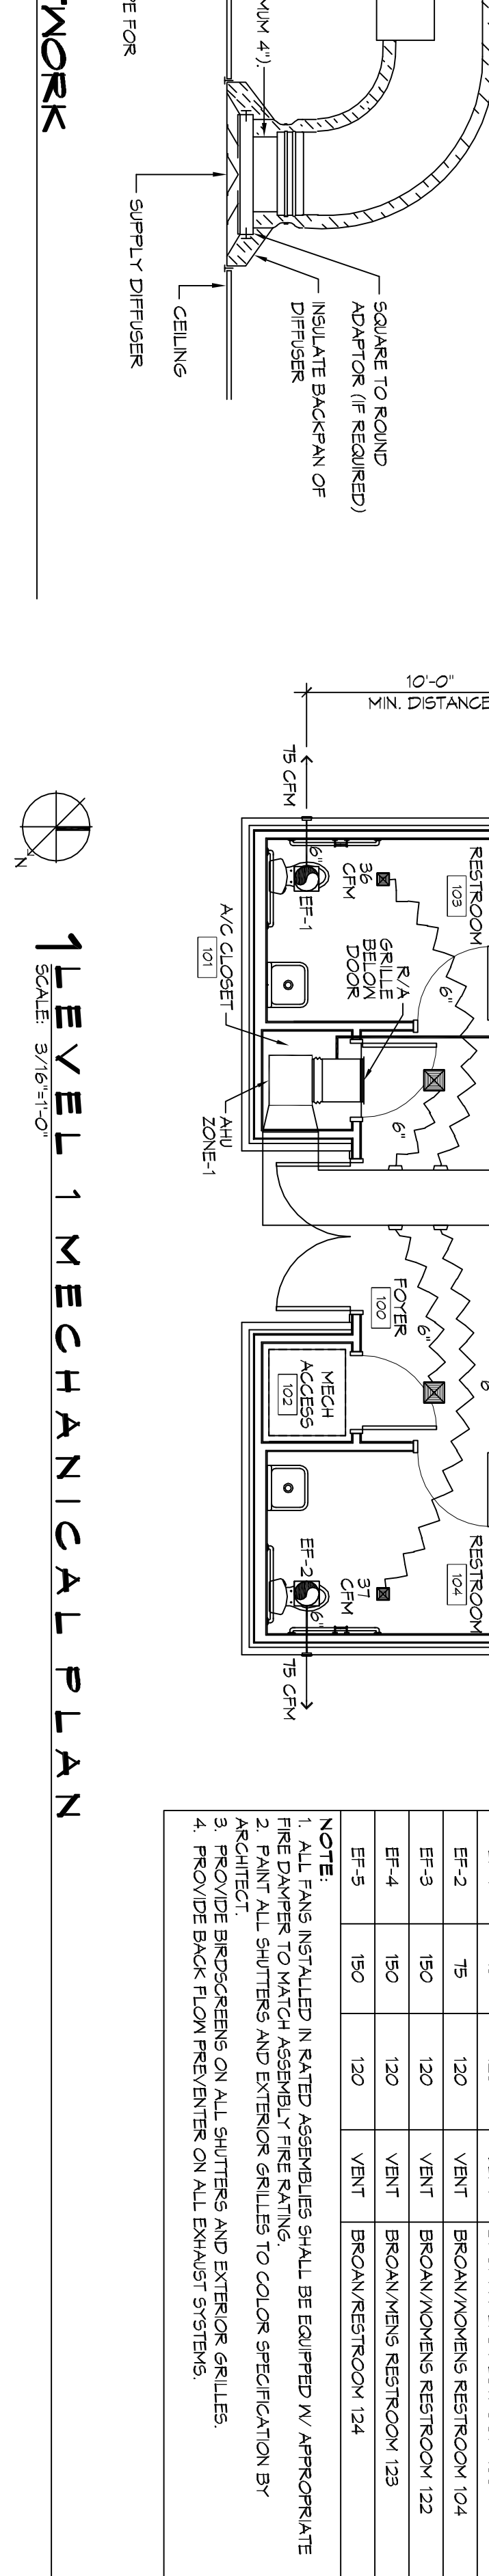 TWORK
PE FOR
MUM 4").
SUPPLY DIFFUSER
CEILING
INSULATE BACKPAN OF
DIFFUSER
SQUARE TO ROUND
ADAPTOR (IF REQUIRED)
10'-0"
MIN. DISTANCE
75 CFM
6"
EF-1
36
CFM
RESTROOM
103
6"
R/A
GRILLE
BELOW
DOOR
A/C CLOSET
101
AHU
ZONE-1
6"
FOYER
100
6"
MECH
ACCESS
102
RESTROOM
104
EF-2
37
CFM
6"
75 CFM
N
1 LEVEL 1 MECHANICAL PLAN
SCALE: 3/16"=1'-0"
EF-2 75 120 VENT BROAN/WOMENS RESTROOM 104
EF-3 150 120 VENT BROAN/WOMENS RESTROOM 122
EF-4 150 120 VENT BROAN/MENS RESTROOM 123
EF-5 150 120 VENT BROAN/RESTROOM 124
NOTE:
1. ALL FANS INSTALLED IN RATED ASSEMBLIES SHALL BE EQUIPPED W/ APPROPRIATE
FIRE DAMPER TO MATCH ASSEMBLY FIRE RATING.
2. PAINT ALL SHUTTERS AND EXTERIOR GRILLES TO COLOR SPECIFICATION BY
ARCHITECT.
3. PROVIDE BIRDSCREENS ON ALL SHUTTERS AND EXTERIOR GRILLES.
4. PROVIDE BACK FLOW PREVENTER ON ALL EXHAUST SYSTEMS.